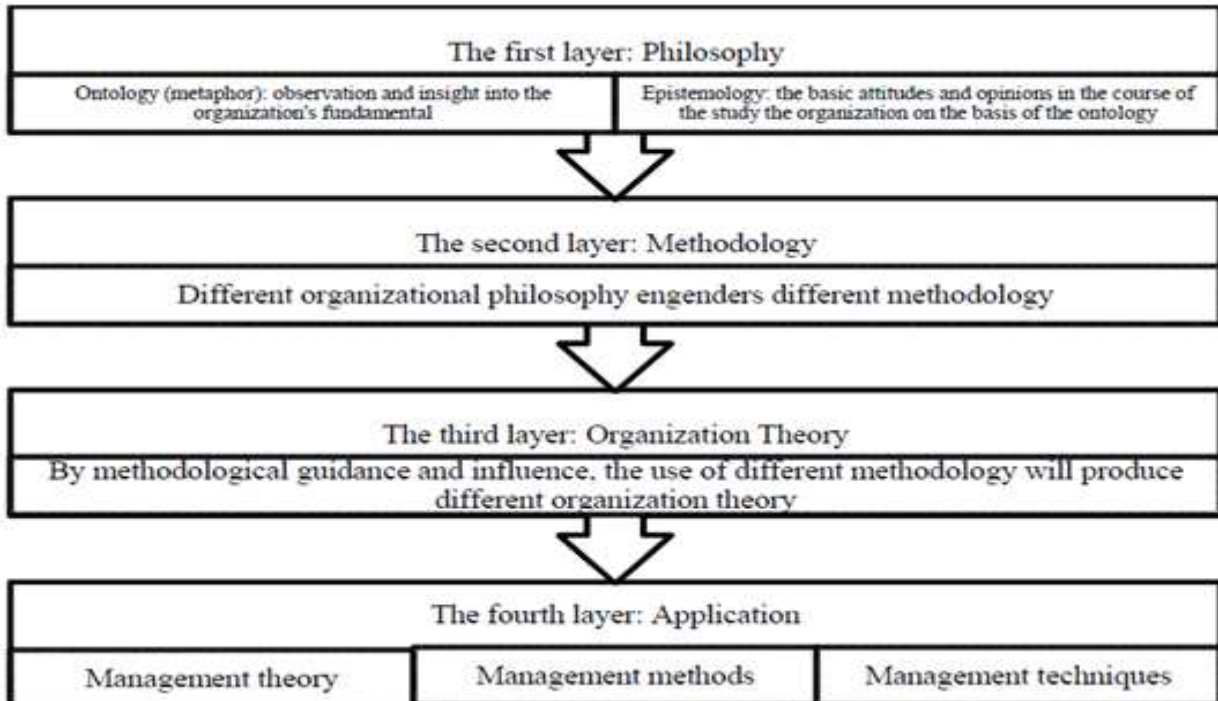 The first layer: Philosophy
Ontology (metaphor): observation and insight into the
organization's fundamental
Epistemology: the basic attitudes and opinions in the course of
the study the organization on the basis of the ontology
The second layer: Methodology
Different organizational philosophy engenders different methodology
The third layer: Organization Theory
By methodological guidance and influence, the use of different methodology will produce
different organization theory
The fourth layer: Application
Management theory
Management methods
Management techniques